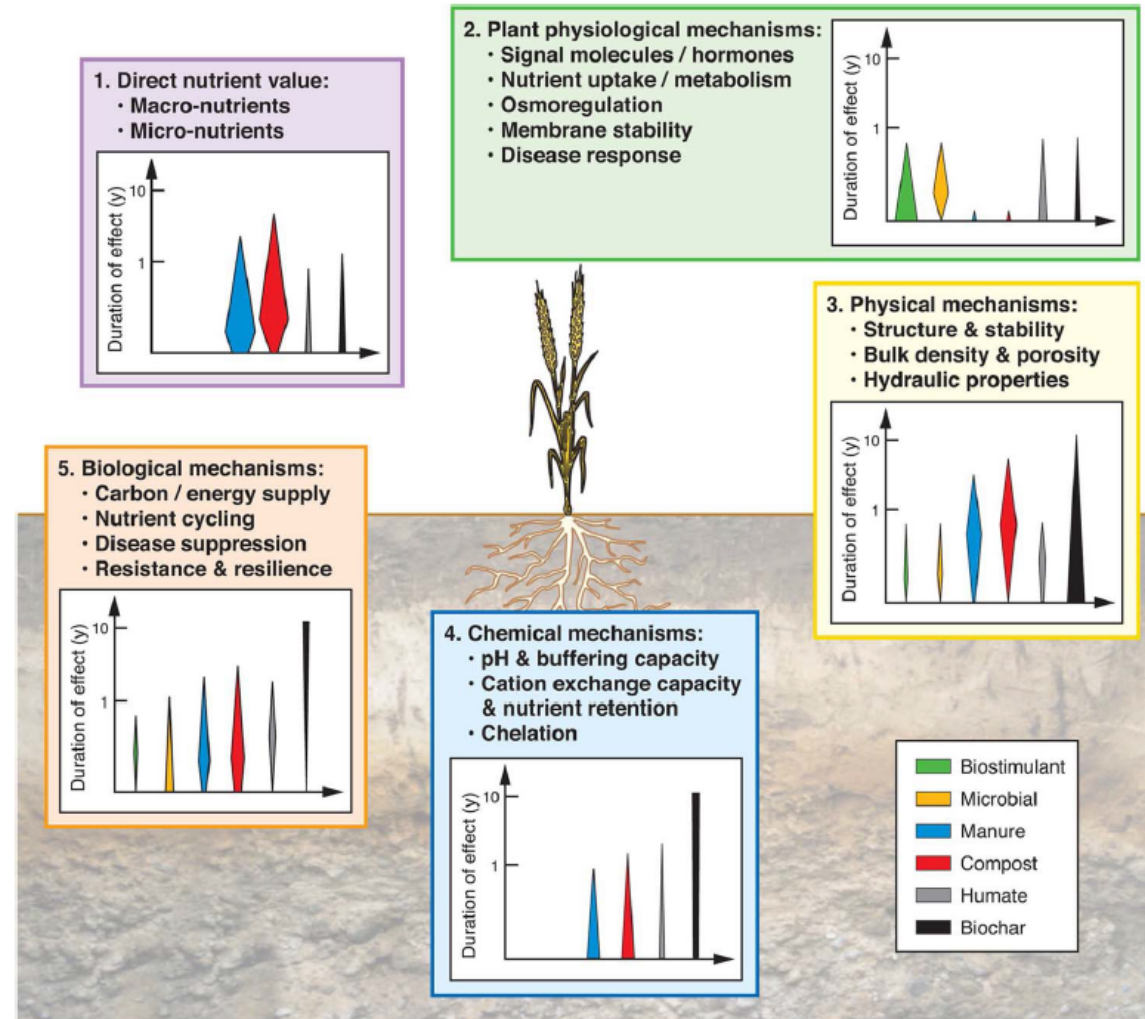 1. Direct nutrient value:
• Macro-nutrients
• Micro-nutrients
Duration of effect (y)
10
1
2. Plant physiological mechanisms:
• Signal molecules / hormones
• Nutrient uptake / metabolism
• Osmoregulation
• Membrane stability
• Disease response
Duration of effect (y)
10
1
3. Physical mechanisms:
• Structure & stability
• Bulk density & porosity
• Hydraulic properties
Duration of effect (y)
10
1
5. Biological mechanisms:
• Carbon / energy supply
• Nutrient cycling
• Disease suppression
• Resistance & resilience
Duration of effect (y)
10
1
4. Chemical mechanisms:
• pH & buffering capacity
• Cation exchange capacity
& nutrient retention
• Chelation
Duration of effect (y)
10
1
Biostimulant
Microbial
Manure
Compost
Humate
Biochar